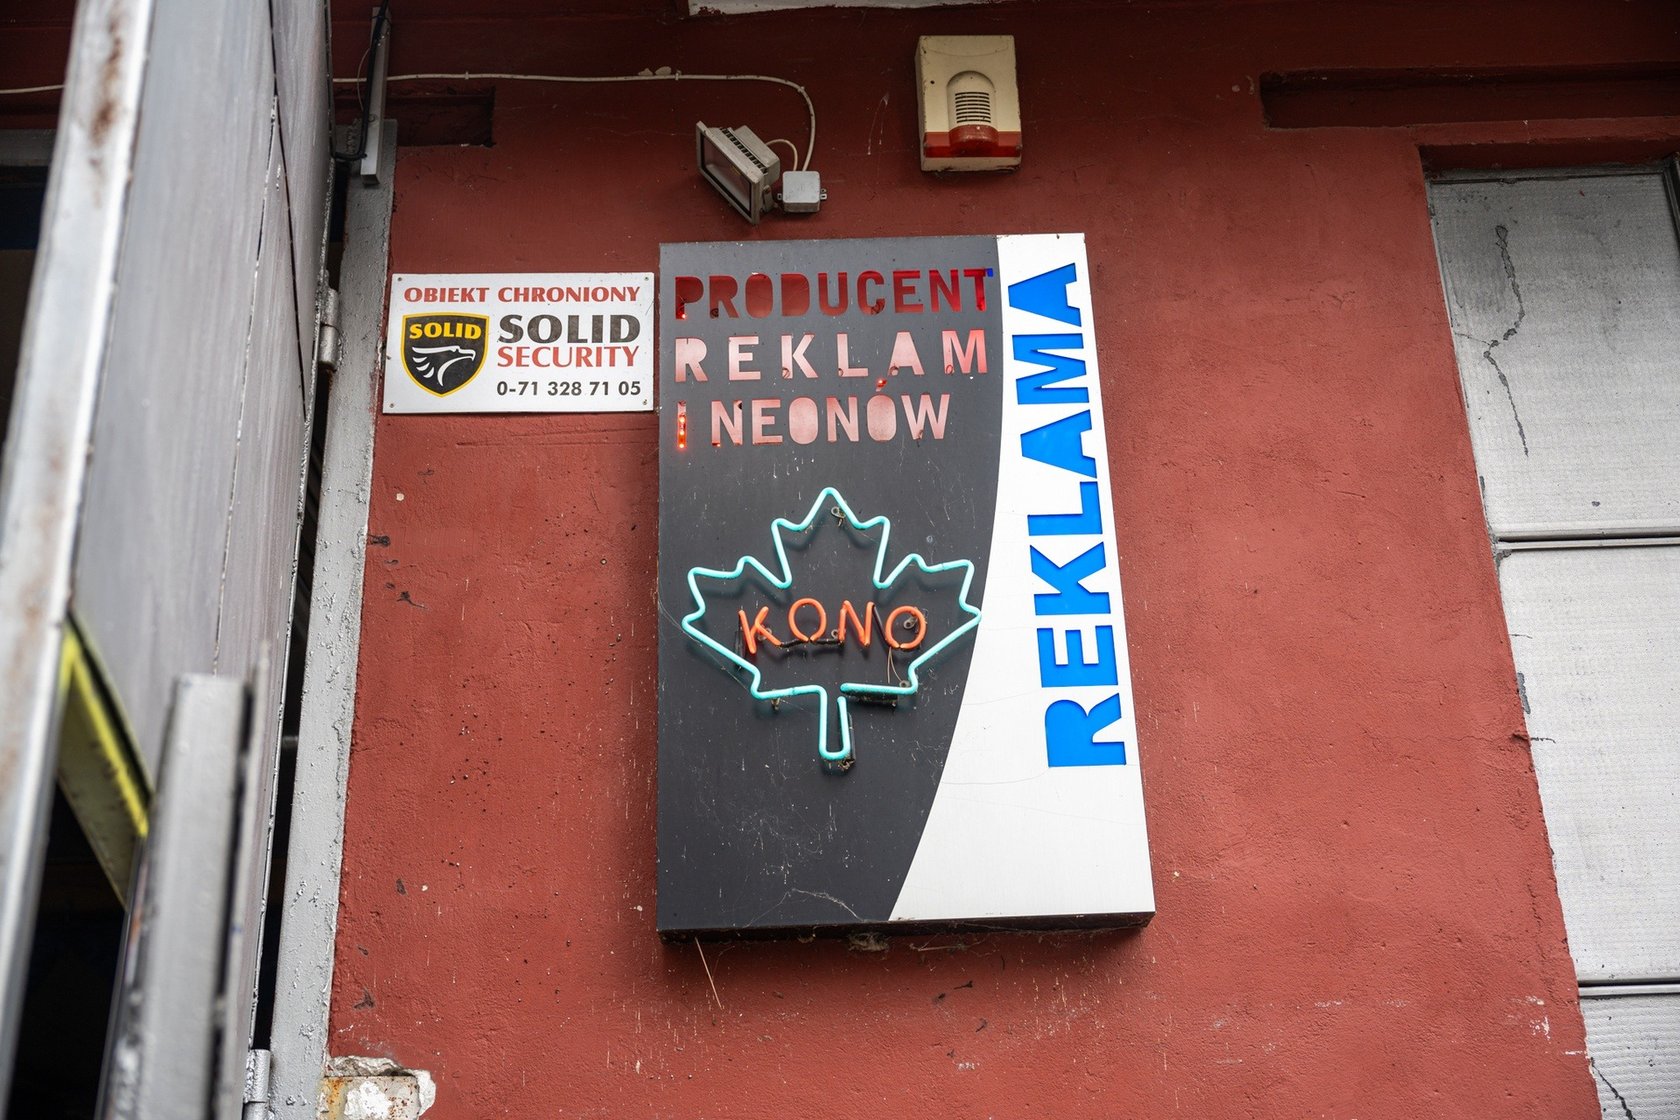 OBIEKT CHRONIONY
SOLID
SOLID
SECURITY
0-71 328 71 05
PRODUCENT
REKLAM
I NEONÓW
KONO
REKLAMA